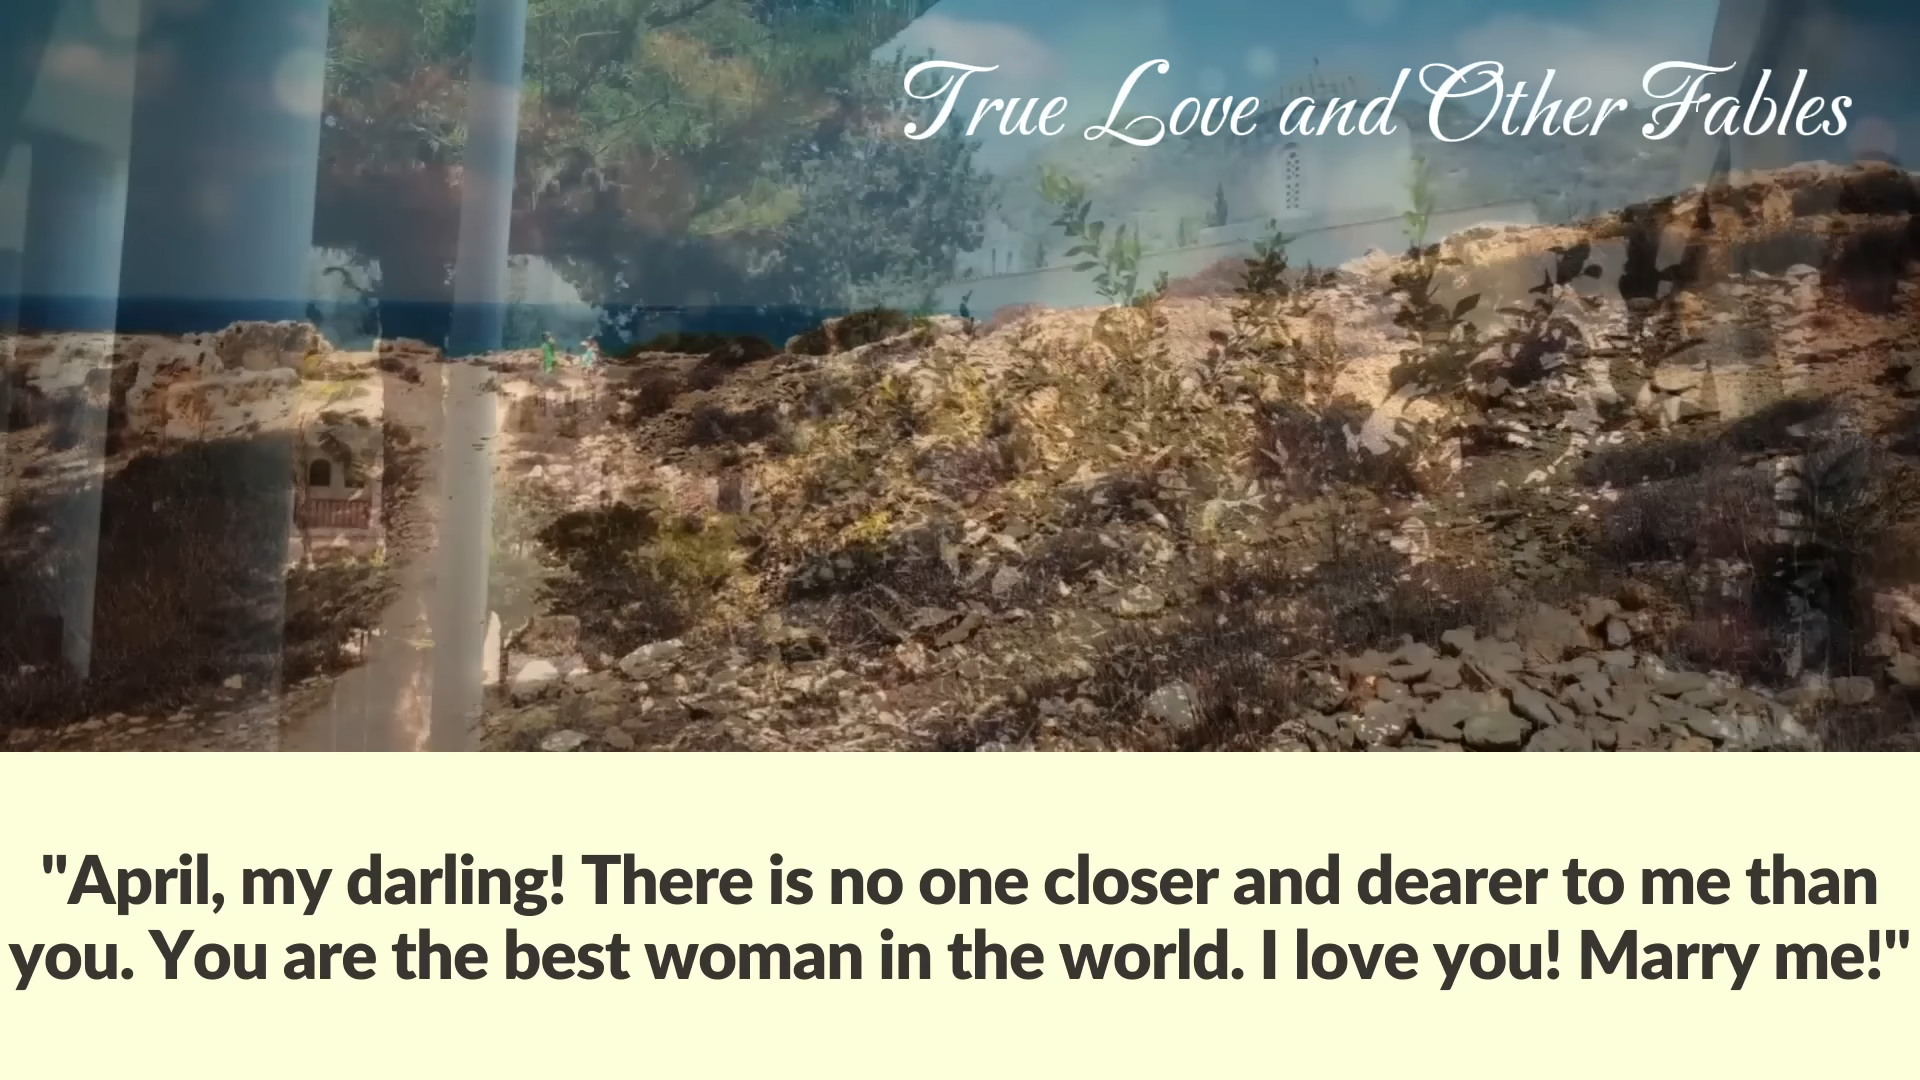 True Love and Other Fables
"April, my darling! There is no one closer and dearer to me than
you. You are the best woman in the world. I love you! Marry me!"